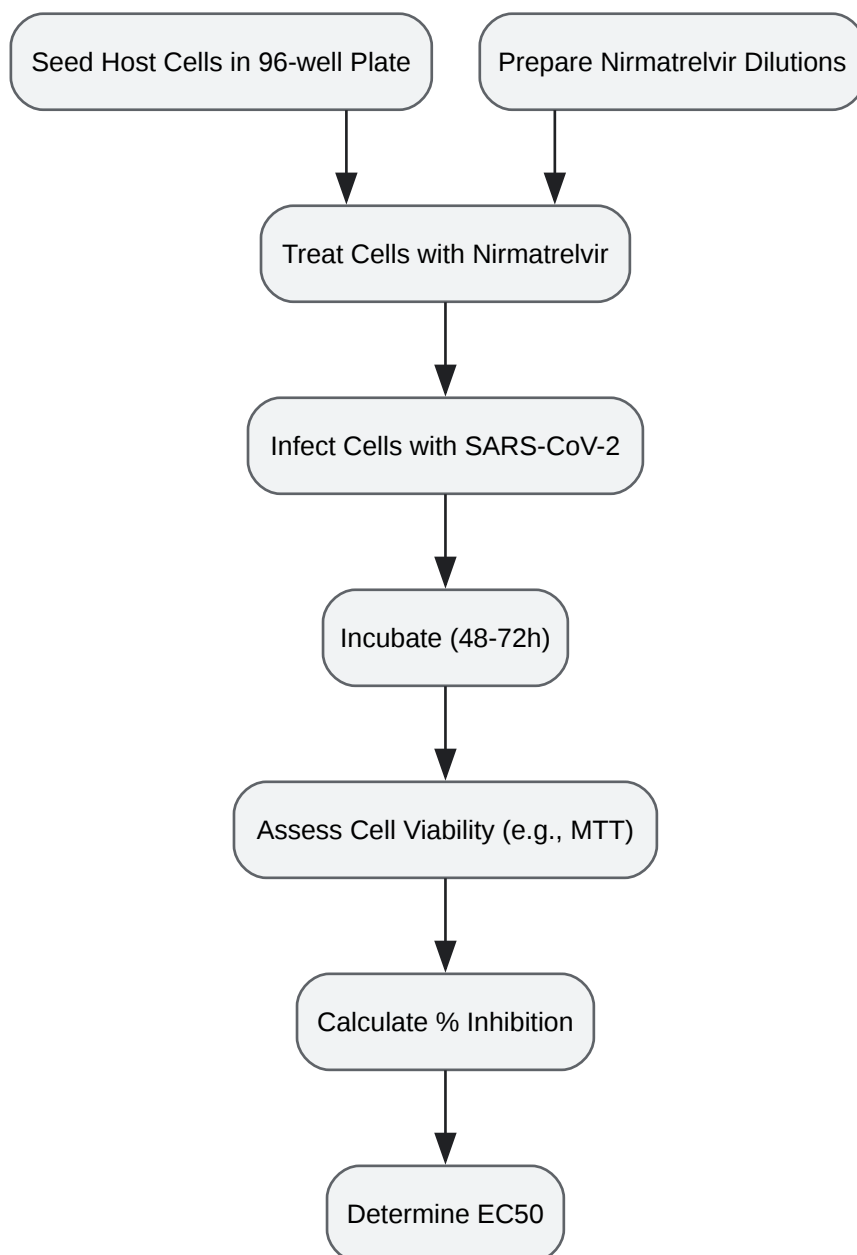 Seed Host Cells in 96-well Plate
Prepare Nirmatrelvir Dilutions
Treat Cells with Nirmatrelvir
Infect Cells with SARS-CoV-2
Incubate (48-72h)
Assess Cell Viability (e.g., MTT)
Calculate % Inhibition
Determine EC50